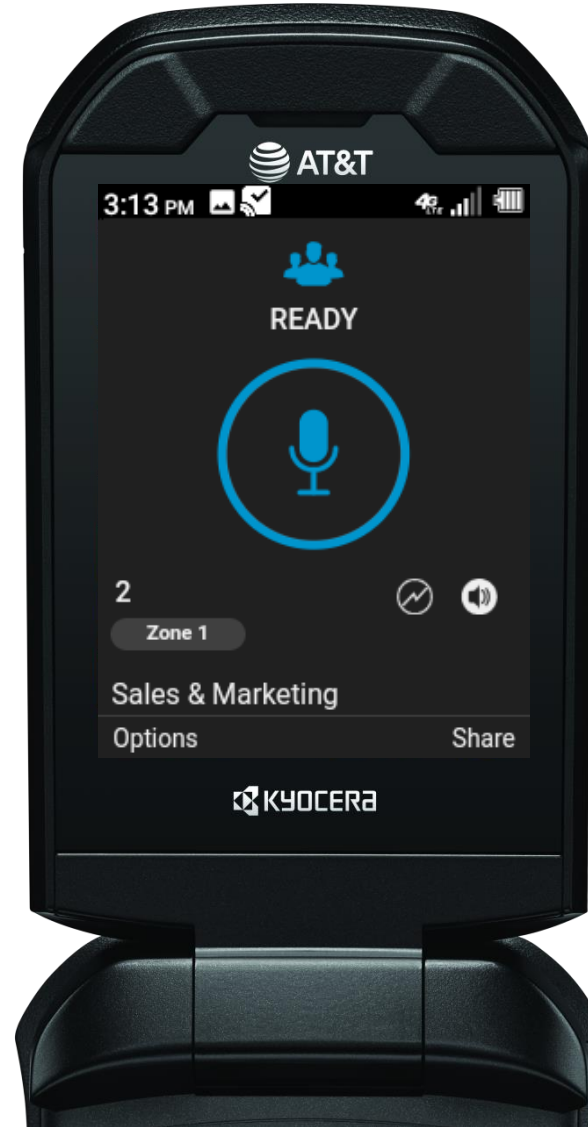 AT&T
3:13 PM 4G LTE
READY
2
Zone 1
Sales & Marketing
Options Share
KYOCERA